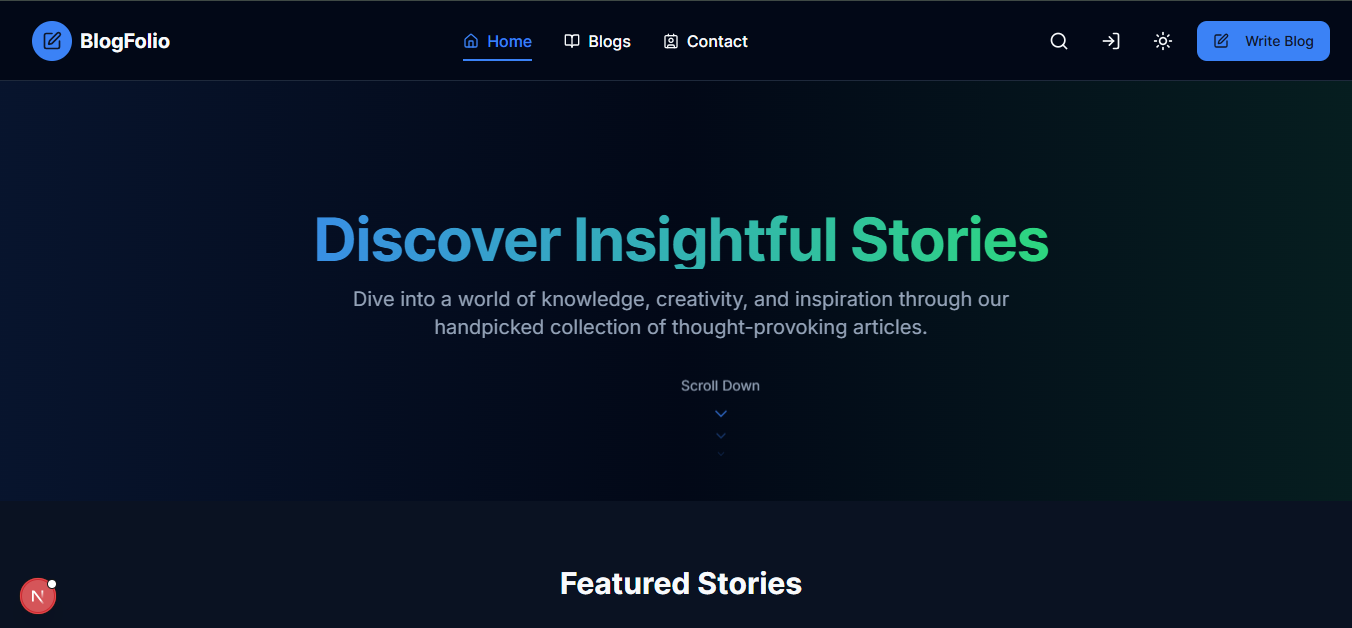 BlogFolio
Home
Blogs
Contact
Write Blog
Discover Insightful Stories
Dive into a world of knowledge, creativity, and inspiration through our
handpicked collection of thought-provoking articles.
Scroll Down
Featured Stories
N